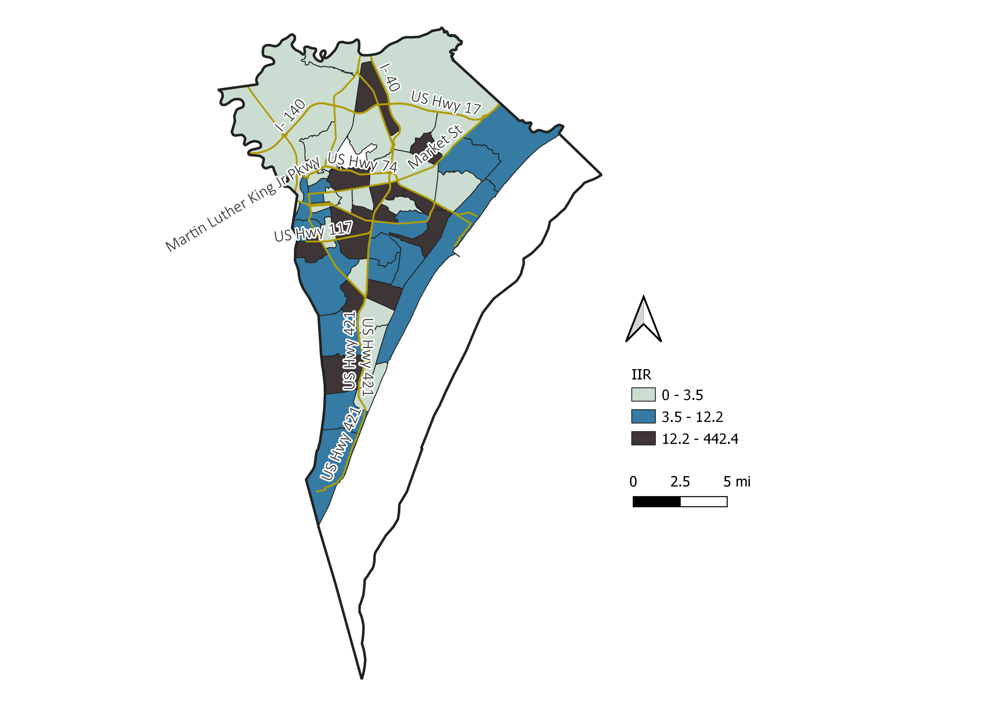 I- 40
US Hwy 17
I- 140
Market St
US Hwy 74
Martin Luther King Jr Pkwy
US Hwy 117
US Hwy 421
US Hwy 421
US Hwy 421
IIR
0 - 3.5
3.5 - 12.2
12.2 - 442.4
0 2.5 5 mi